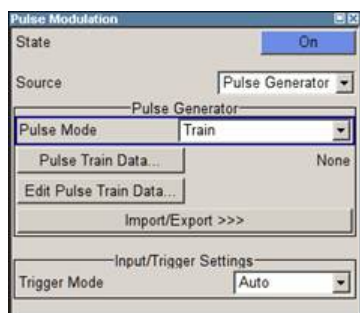 Pulse Modulation
State On
Source Pulse Generator
Pulse Generator
Pulse Mode Train
Pulse Train Data... None
Edit Pulse Train Data...
Import/Export >>>
Input/Trigger Settings
Trigger Mode Auto